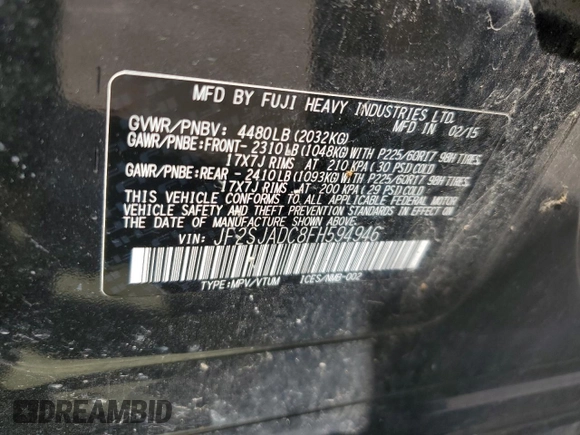 MFD BY FUJI HEAVY INDUSTRIES LTD.
MFD IN 02/15
GVWR/PNBV: 4480LB(2032KG)
GAWR/PNBE:FRONT-2310LB(1048KG)WITH P225/60R17 98H TIRES
17X7J RIMS AT 210 KPA(30 PSI)COLD
GAWR/PNBE:REAR -2410LB(1093KG)WITH P225/60R17 98H TIRES,
17X7J RIMS AT 200 KPA(29 PSI)COLD
THIS VEHICLE CONFORMS TO ALL APPLICABLE FEDERAL MOTOR
VEHICLE SAFETY AND THEFT PREVENTION STANDARDS IN EFFECT ON
THE DATE OF MANUFACTURE SHOWN ABOVE.
VIN: JF2SJADC8FH594946
H
TYPE:MPV/VTUM ICES/NMB-002
DREAMBID